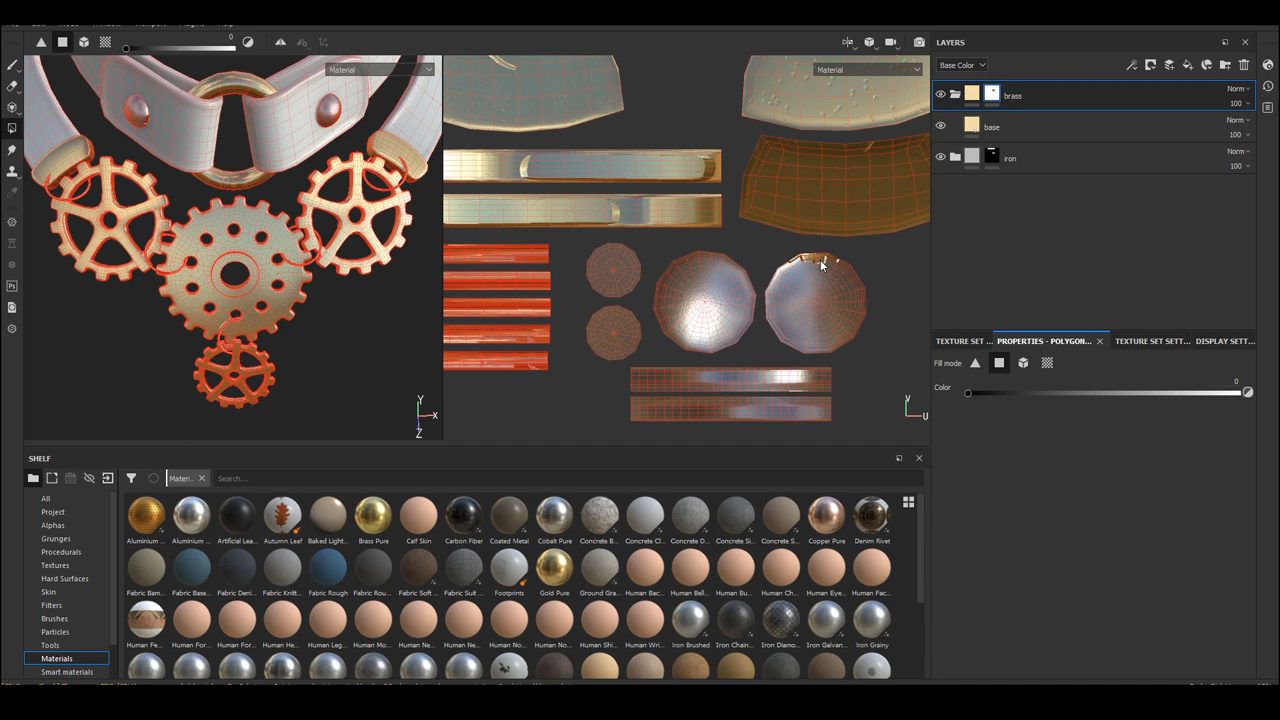 0
LAYERS
Material
Material
Base Color
brass
Norm
100
base
Norm
100
iron
Norm
100
TEXTURE SET ...
PROPERTIES - POLYGON...
TEXTURE SET SETT...
DISPLAY SETT...
Fill mode
Color
0
Y
X
Z
V
U
SHELF
Materi...
Search...
All
Project
Alphas
Grunges
Procedurals
Textures
Hard Surfaces
Skin
Filters
Brushes
Particles
Tools
Materials
Smart materials
Aluminium ... Aluminium ... Artificial Lea... Autumn Leaf Baked Light... Brass Pure Calf Skin Carbon Fiber Coated Metal Cobalt Pure Concrete B... Concrete Cl... Concrete D... Concrete Si... Concrete S... Copper Pure Denim Rivet
Fabric Bam... Fabric Base... Fabric Deni... Fabric Knitt... Fabric Rough Fabric Rou... Fabric Soft ... Fabric Suit ... Footprints Gold Pure Ground Gra... Human Bac... Human Bell... Human Bu... Human Ch... Human Eye... Human Fac...
Human Fe... Human For... Human For... Human He... Human Leg... Human Mo... Human Ne... Human Ne... Human No... Human Shi... Human Wri... Iron Brushed Iron Chain... Iron Diamo... Iron Galvan... Iron Grainy
Ps